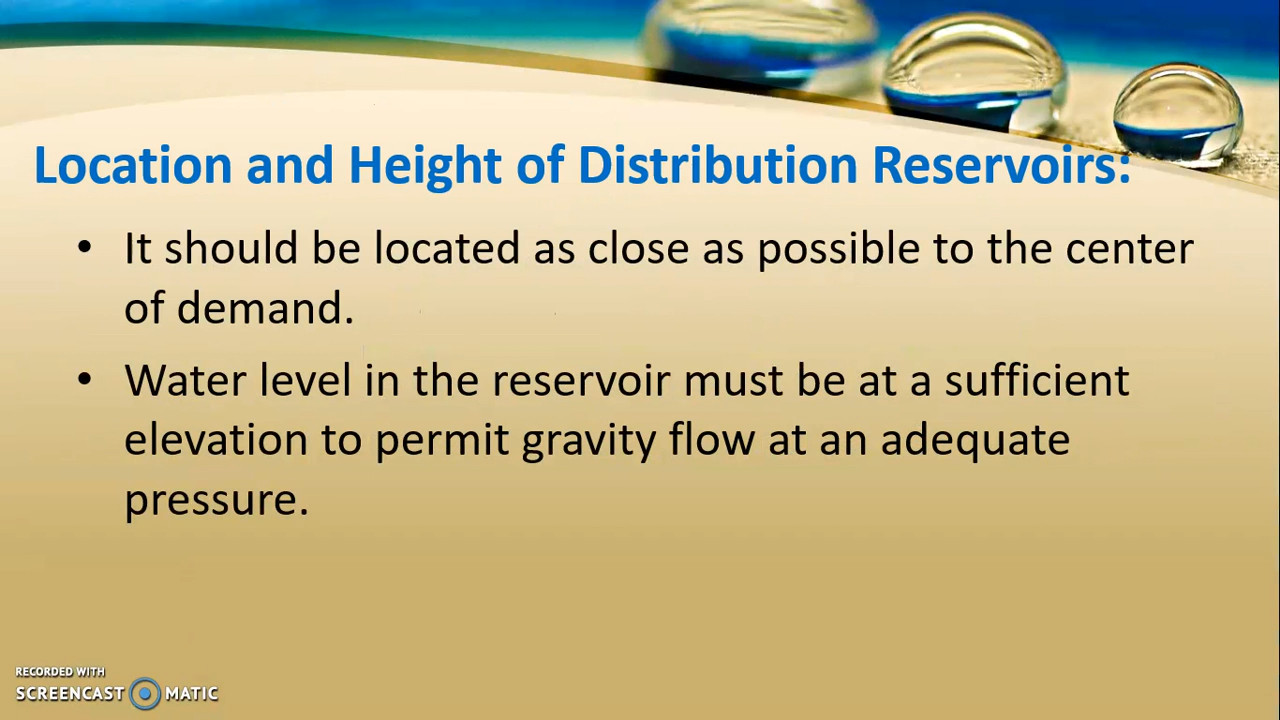 Location and Height of Distribution Reservoirs:
• It should be located as close as possible to the center
of demand.
• Water level in the reservoir must be at a sufficient
elevation to permit gravity flow at an adequate
pressure.
RECORDED WITH
SCREENCAST MATIC